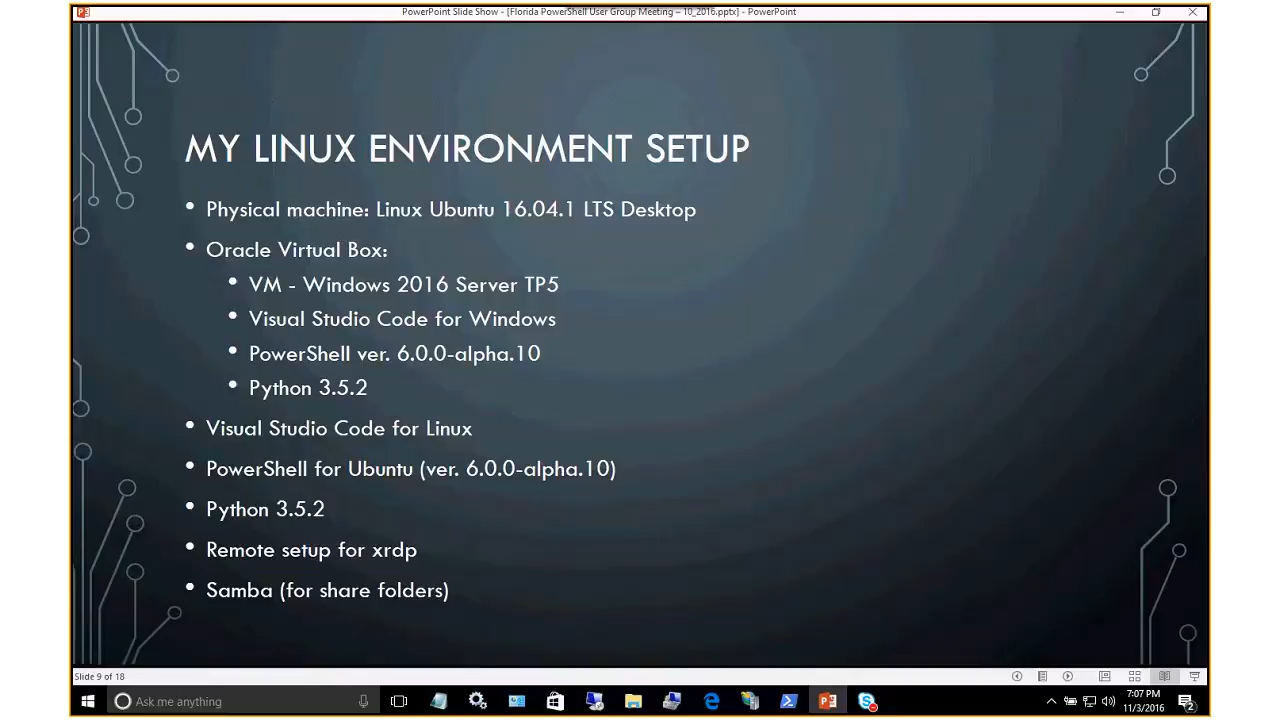 PowerPoint Slide Show - [Florida PowerShell User Group Meeting – 10_2016.pptx] - PowerPoint
MY LINUX ENVIRONMENT SETUP
• Physical machine: Linux Ubuntu 16.04.1 LTS Desktop
• Oracle Virtual Box:
• VM - Windows 2016 Server TP5
• Visual Studio Code for Windows
• PowerShell ver. 6.0.0-alpha.10
• Python 3.5.2
• Visual Studio Code for Linux
• PowerShell for Ubuntu (ver. 6.0.0-alpha.10)
• Python 3.5.2
• Remote setup for xrdp
• Samba (for share folders)
Slide 9 of 18
Ask me anything
7:07 PM
11/3/2016
2